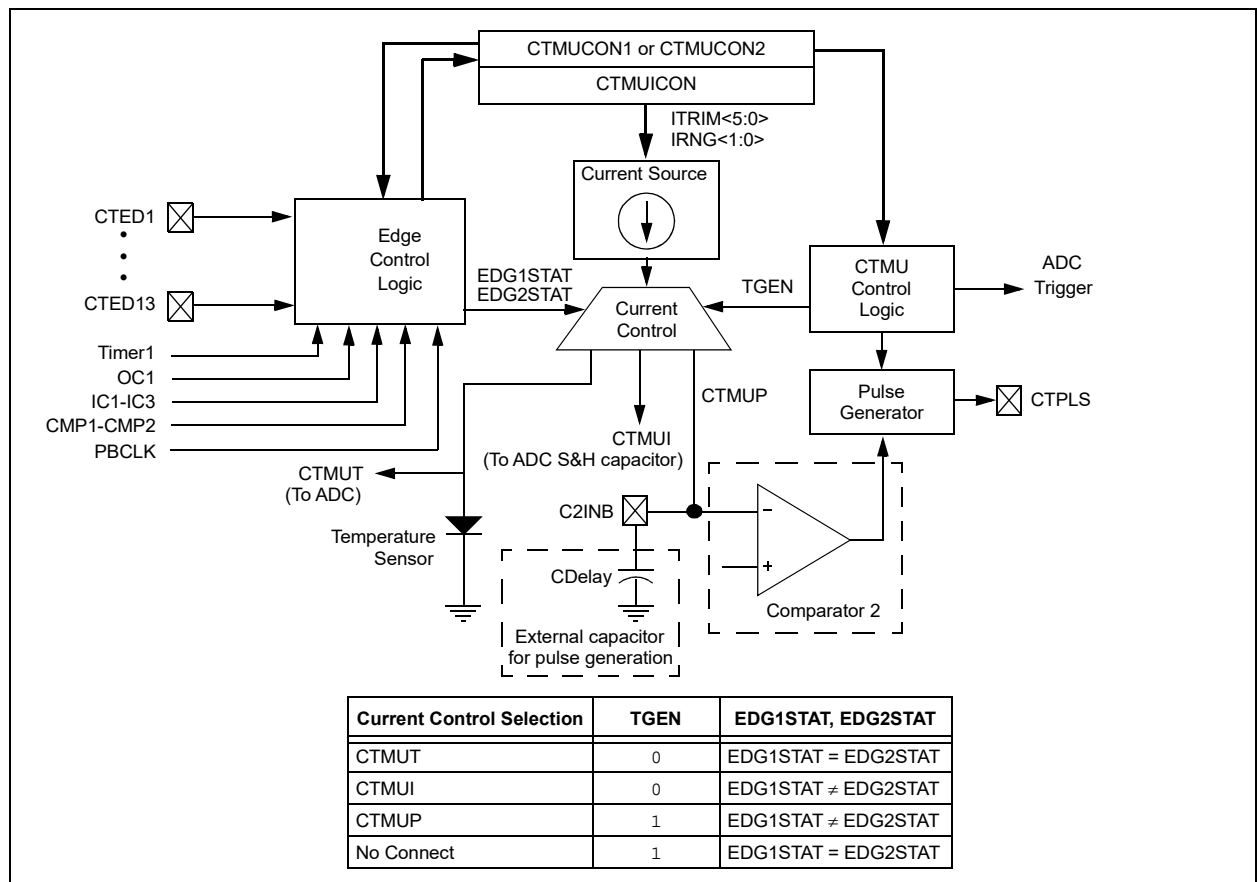 CTMUCON1 or CTMUCON2
CTMUICON
ITRIM<5:0>
IRNG<1:0>
Current Source
CTED1
CTED13
Edge
Control
Logic
EDG1STAT
EDG2STAT
Current
Control
TGEN
CTMU
Control
Logic
ADC
Trigger
Timer1
OC1
IC1-IC3
CMP1-CMP2
PBCLK
CTMUP
Pulse
Generator
CTPLS
CTMUT
(To ADC)
CTMUI
(To ADC S&H capacitor)
C2INB
Temperature
Sensor
CDelay
−
+
Comparator 2
External capacitor
for pulse generation
Current Control Selection TGEN EDG1STAT, EDG2STAT
CTMUT 0 EDG1STAT = EDG2STAT
CTMUI 0 EDG1STAT ≠ EDG2STAT
CTMUP 1 EDG1STAT ≠ EDG2STAT
No Connect 1 EDG1STAT = EDG2STAT